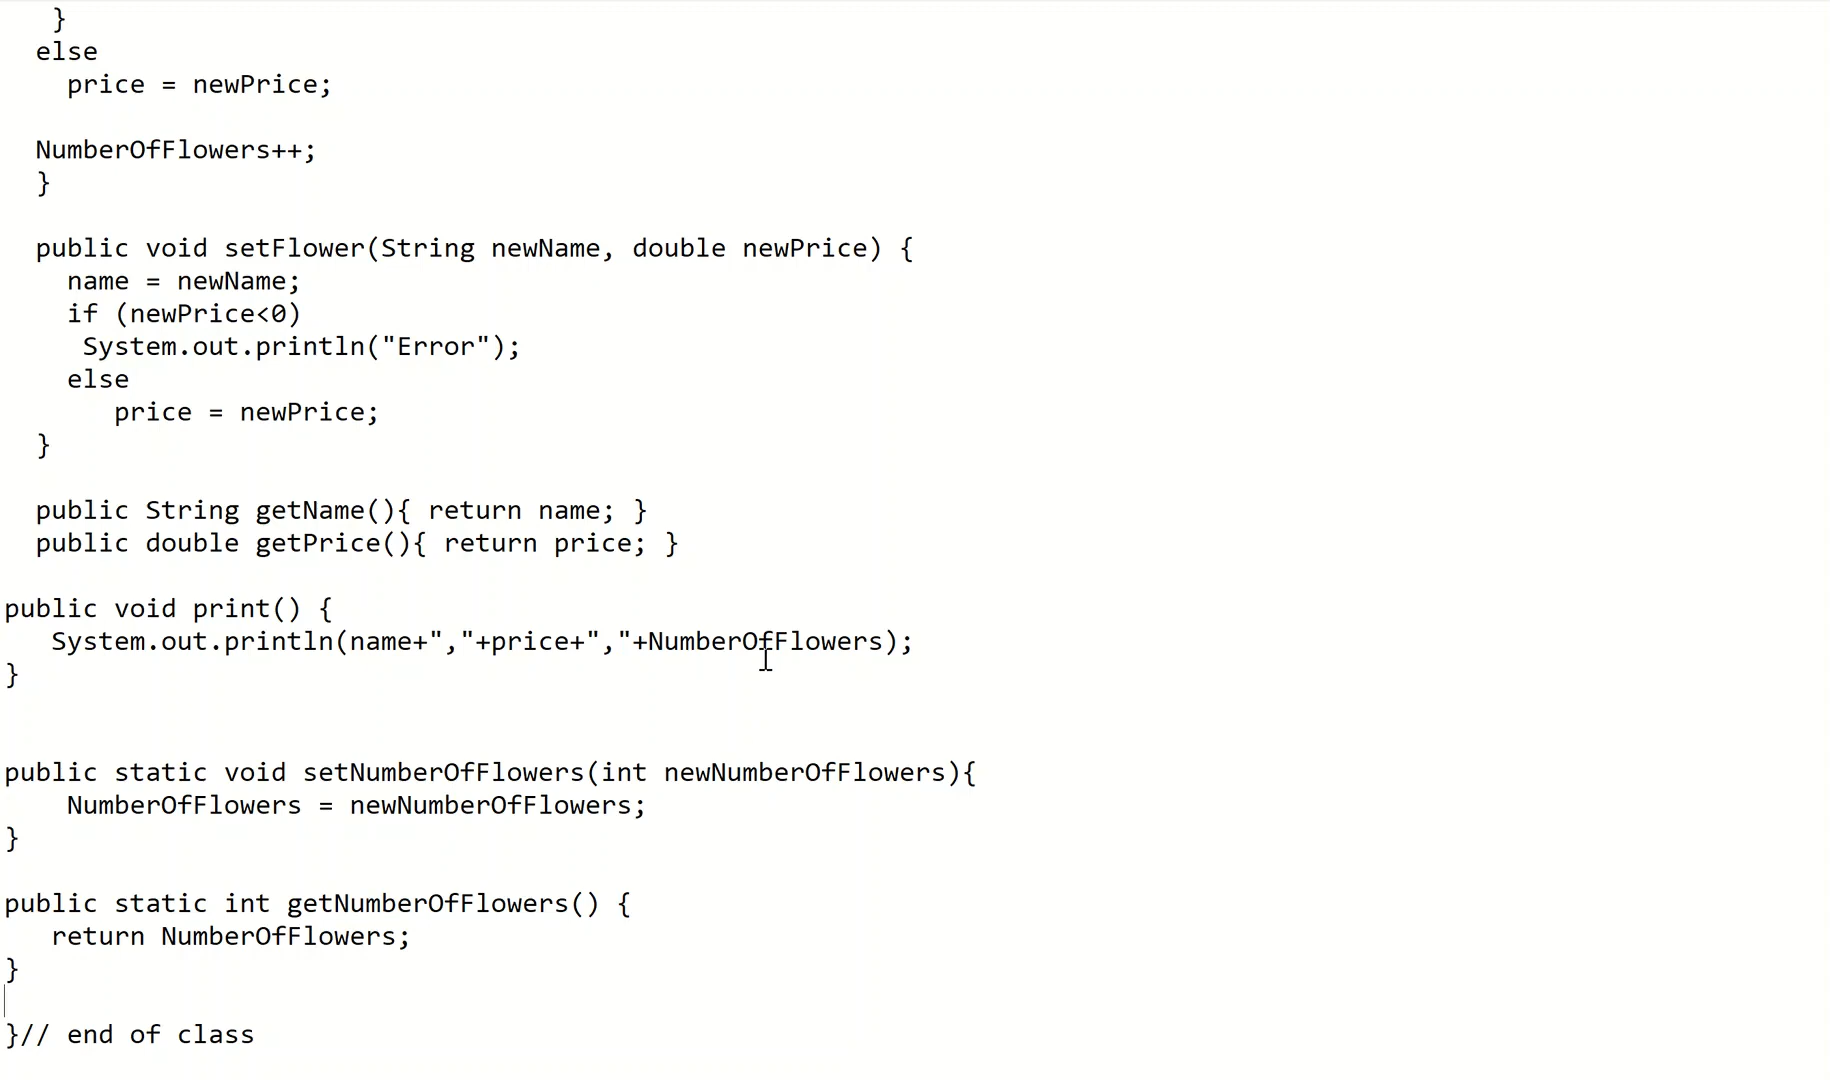 }
else
price = newPrice;
NumberOfFlowers++;
}
public void setFlower(String newName, double newPrice) {
name = newName;
if (newPrice<0)
System.out.println("Error");
else
price = newPrice;
}
public String getName(){ return name; }
public double getPrice(){ return price; }
public void print() {
System.out.println(name+","+price+","+NumberOfFlowers);
}
public static void setNumberOfFlowers(int newNumberOfFlowers){
NumberOfFlowers = newNumberOfFlowers;
}
public static int getNumberOfFlowers() {
return NumberOfFlowers;
}
}// end of class